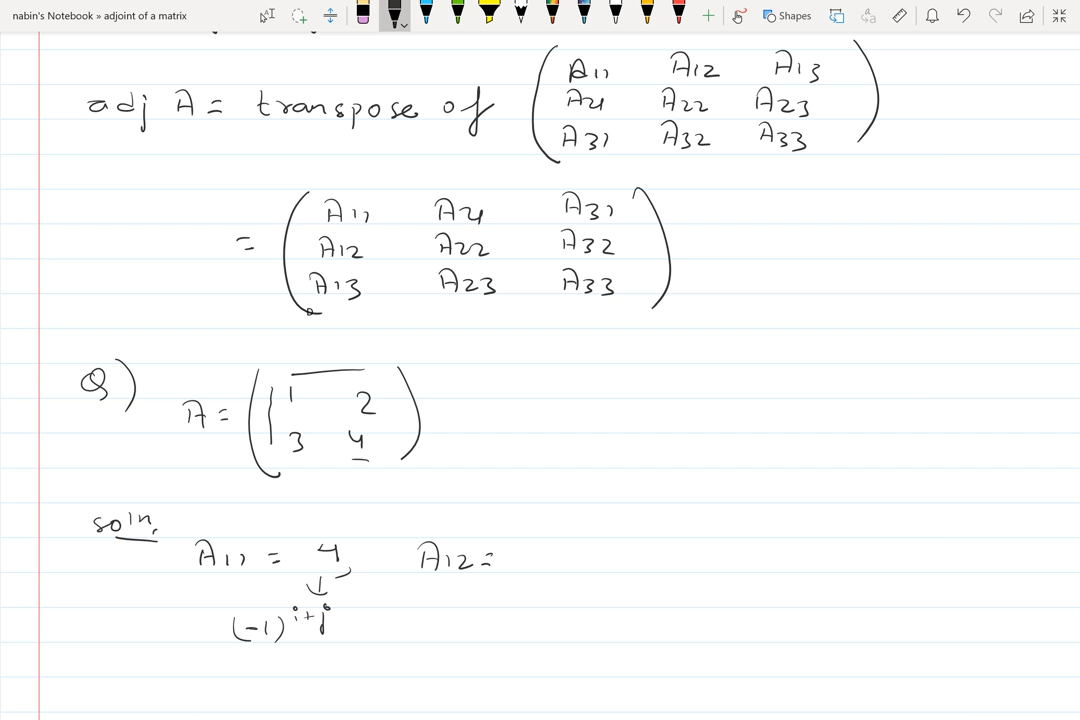 nabin's Notebook » adjoint of a matrix
Shapes
A11 A12 A13
adj A = transpose of A21 A22 A23
A31 A32 A33
A11 A21 A31
= A12 A22 A32
A13 A23 A33
Q)
A = ( 1 2
3 4 )
soln.
A11 = 4, A12 =
(-1)^i+j